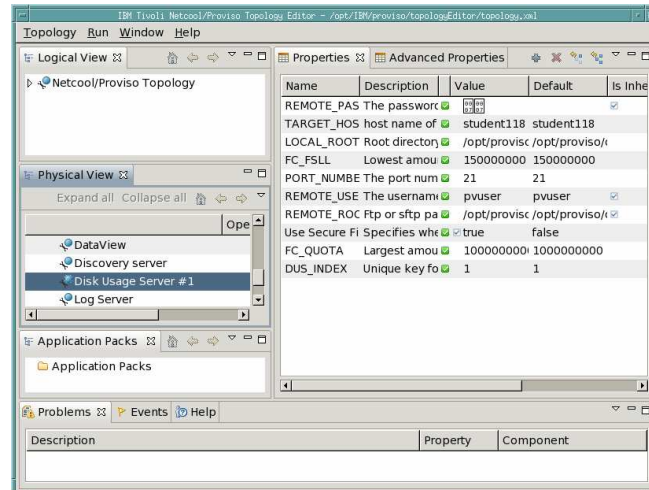 IBM Tivoli Netcool/Proviso Topology Editor - /opt/IBM/proviso/topologyEditor/topology.xml
Topology Run Window Help
Logical View
Netcool/Proviso Topology
Physical View
Expand all Collapse all
Ope
DataView
Discovery server
Disk Usage Server #1
Log Server
Application Packs
Application Packs
Properties Advanced Properties
Name Description Value Default Is Inhe
REMOTE_PAS The password
TARGET_HOS host name of student118 student118
LOCAL_ROOT Root directory /opt/provisc /opt/proviso/
FC_FSLL Lowest amou 150000000 150000000
PORT_NUMBE The port num 21 21
REMOTE_USE The username pvuser pvuser
REMOTE_ROC Ftp or sftp pa /opt/provisc /opt/proviso/
Use Secure Fi Specifies whe true false
FC_QUOTA Largest amou 1000000000 1000000000
DUS_INDEX Unique key fo 1 1
Problems Events Help
Description Property Component